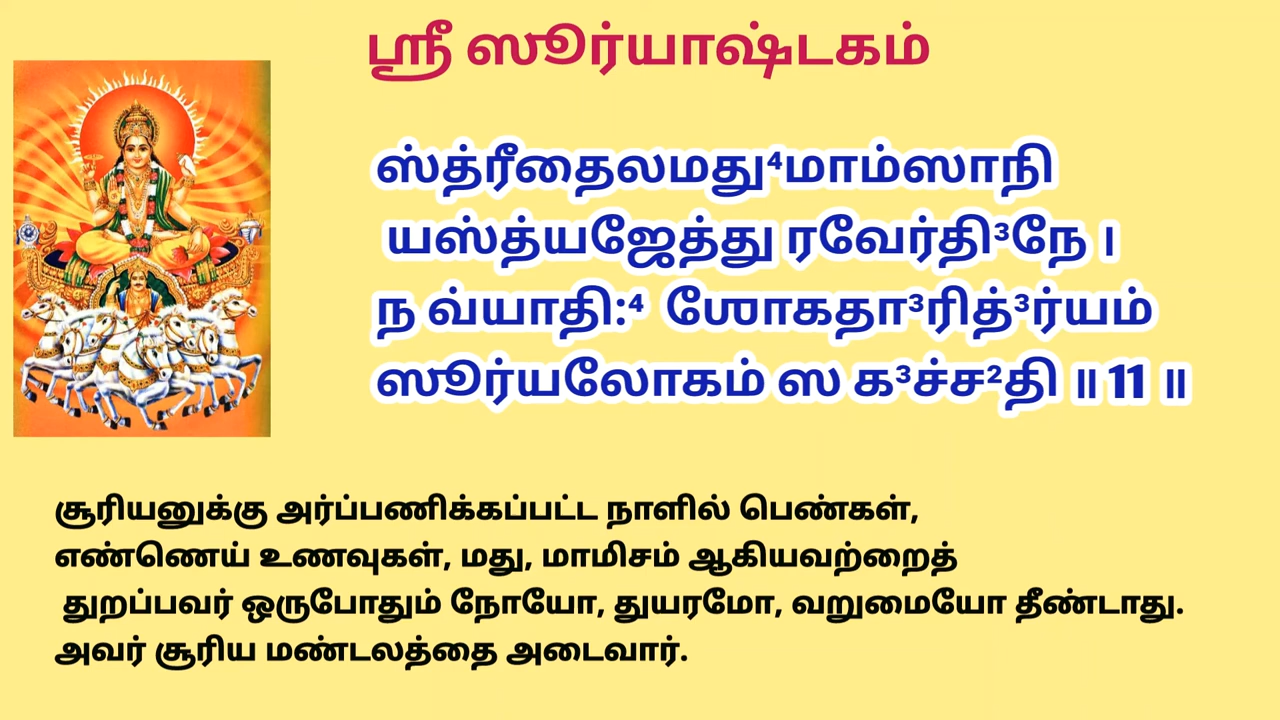 ஸ்ரீ ஸூர்யாஷ்டகம்
ஸ்த்ரீதைலமது⁴மாம்ஸாநி
யஸ்த்யஜேத்து ரவேர்தி³நே ।
ந வ்யாதி:⁴ ஶோகதா³ரித்³ர்யம்
ஸூர்யலோகம் ஸ க³ச்ச²தி ॥ 11 ॥
சூரியனுக்கு அர்ப்பணிக்கப்பட்ட நாளில் பெண்கள்,
எண்ணெய் உணவுகள், மது, மாமிசம் ஆகியவற்றைத்
துறப்பவர் ஒருபோதும் நோயோ, துயரமோ, வறுமையோ தீண்டாது.
அவர் சூரிய மண்டலத்தை அடைவார்.